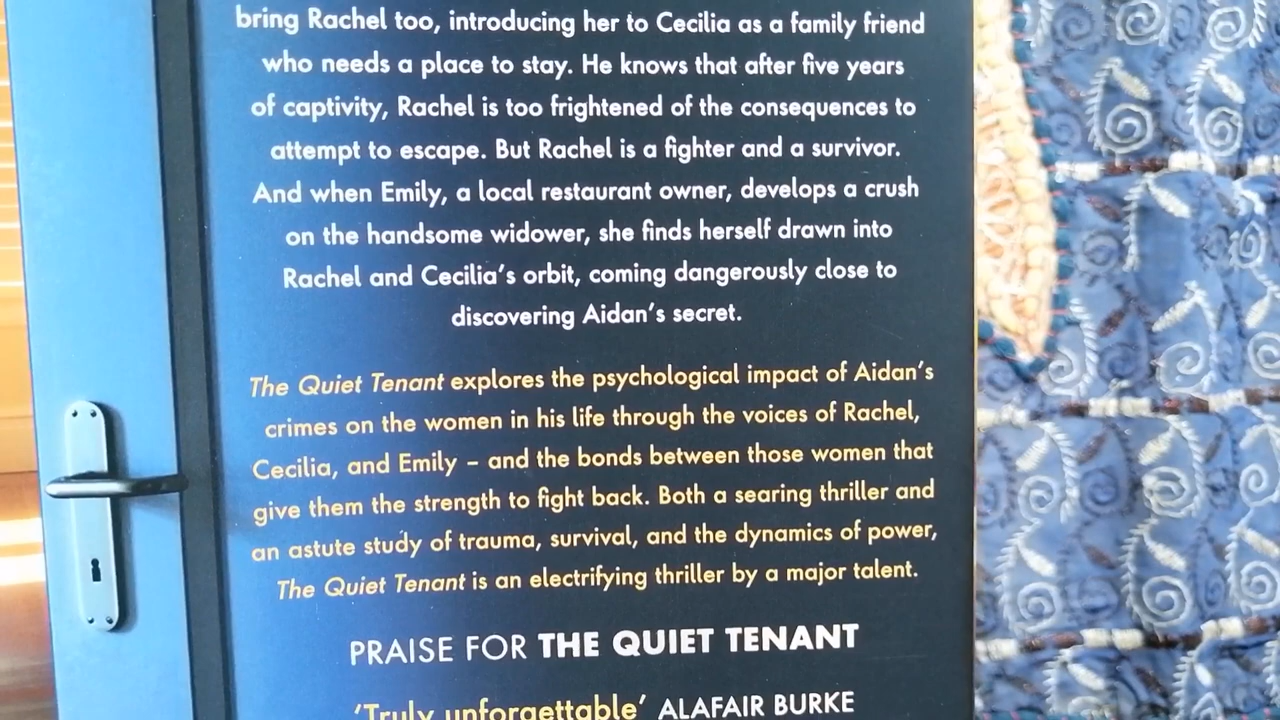 bring Rachel too, introducing her to Cecilia as a family friend
who needs a place to stay. He knows that after five years
of captivity, Rachel is too frightened of the consequences to
attempt to escape. But Rachel is a fighter and a survivor.
And when Emily, a local restaurant owner, develops a crush
on the handsome widower, she finds herself drawn into
Rachel and Cecilia's orbit, coming dangerously close to
discovering Aidan's secret.
The Quiet Tenant explores the psychological impact of Aidan's
crimes on the women in his life through the voices of Rachel,
Cecilia, and Emily – and the bonds between those women that
give them the strength to fight back. Both a searing thriller and
an astute study of trauma, survival, and the dynamics of power,
The Quiet Tenant is an electrifying thriller by a major talent.
PRAISE FOR THE QUIET TENANT
'Truly unforgettable' ALAFAIR BURKE